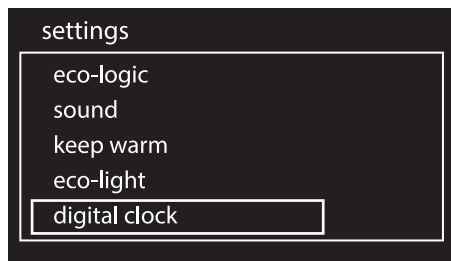 settings
eco-logic
sound
keep warm
eco-light
digital clock